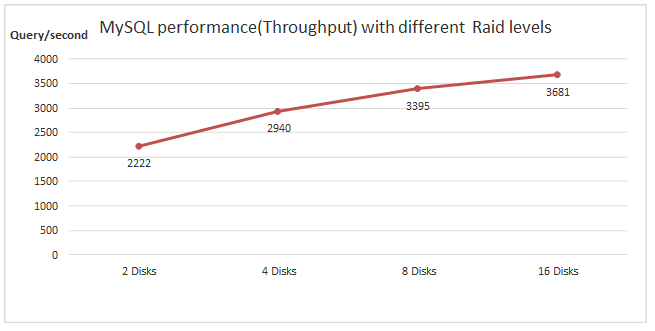 MySQL performance(Throughput) with different Raid levels
Query/second
4000
3500
3000
2500
2000
1500
1000
500
0
2222
2940
3395
3681
2 Disks
4 Disks
8 Disks
16 Disks